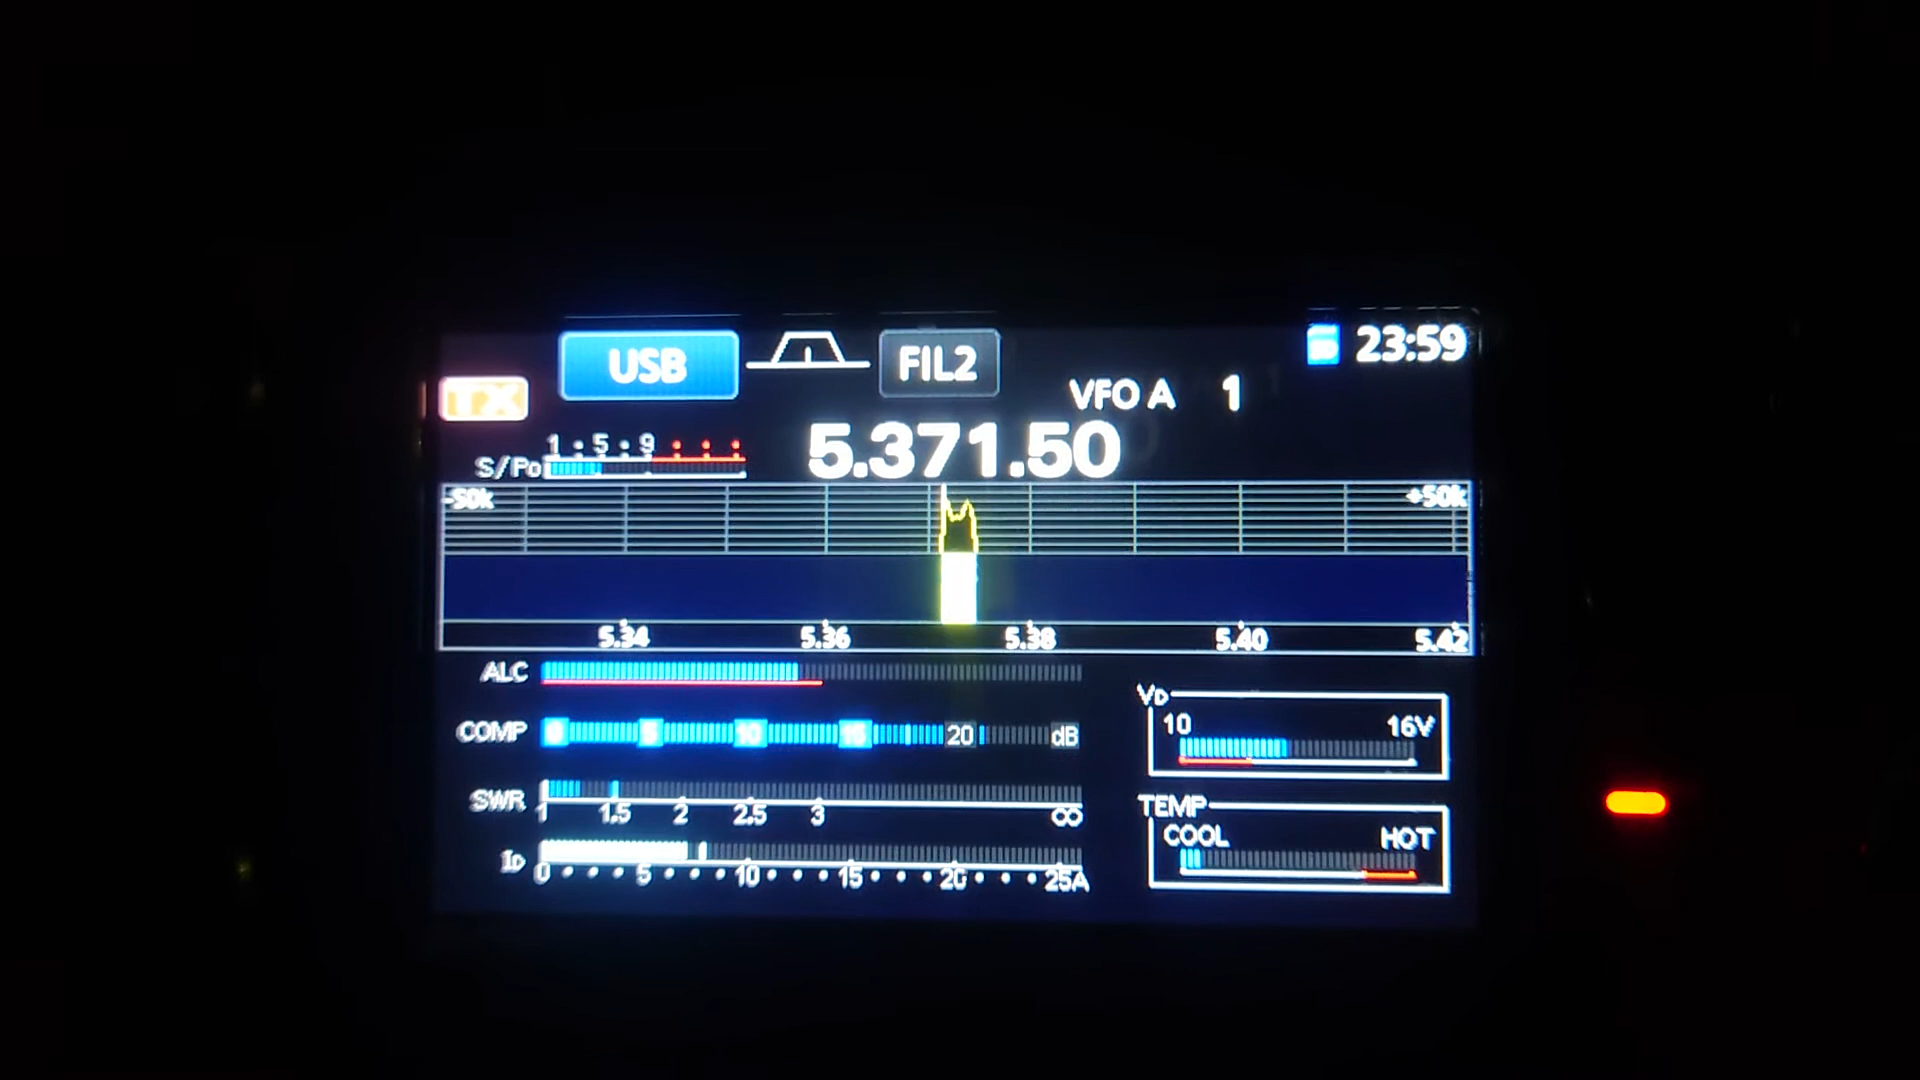 USB FIL2 23:59
TX VFO A 1
1 • 5 • 9
S/Po 5.371.50
-50k +50k
5.34 5.36 5.38 5.40 5.42
ALC
COMP 0 5 10 15 20 dB
SWR 1 1.5 2 2.5 3 ∞
ID 0 5 10 15 20 25A
VD
10 16V
TEMP
COOL HOT